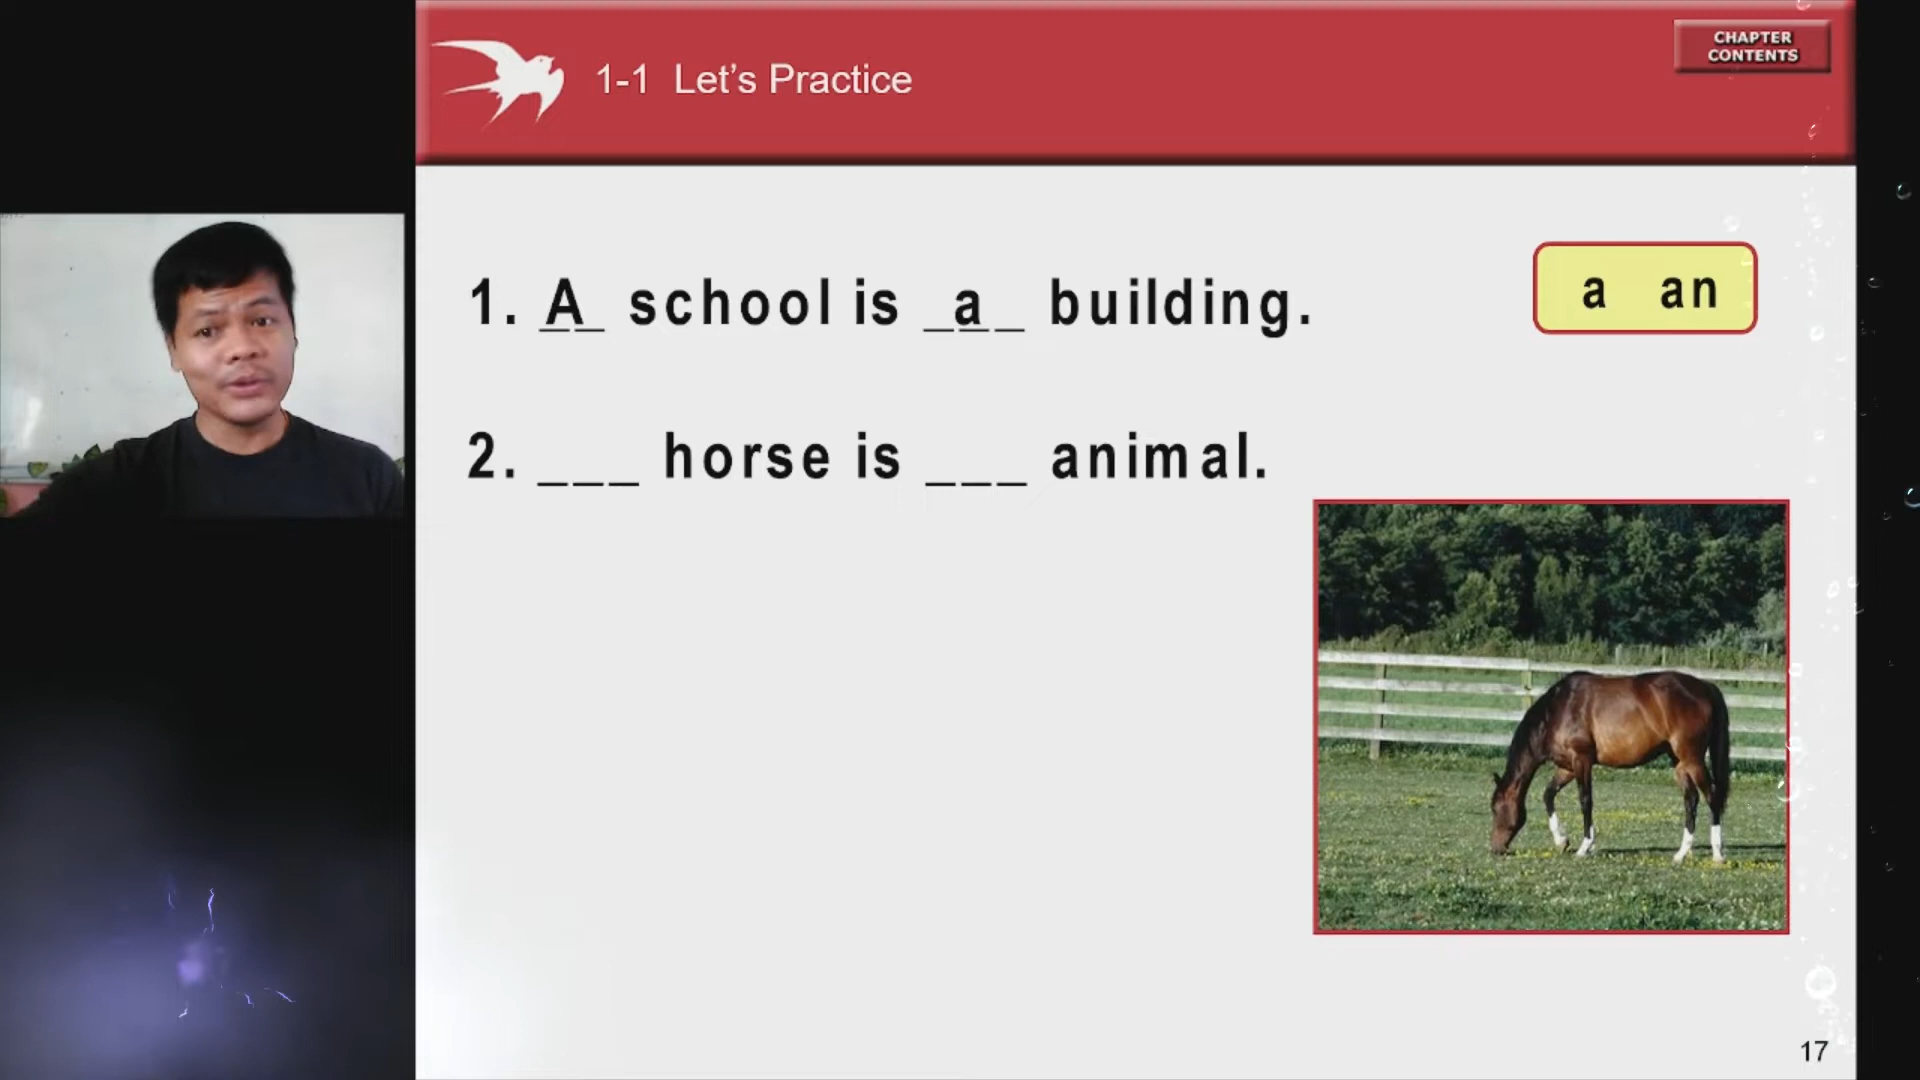 CHAPTER
CONTENTS
1-1 Let's Practice
a an
1. A school is a building.
2. ___ horse is ___ animal.
17